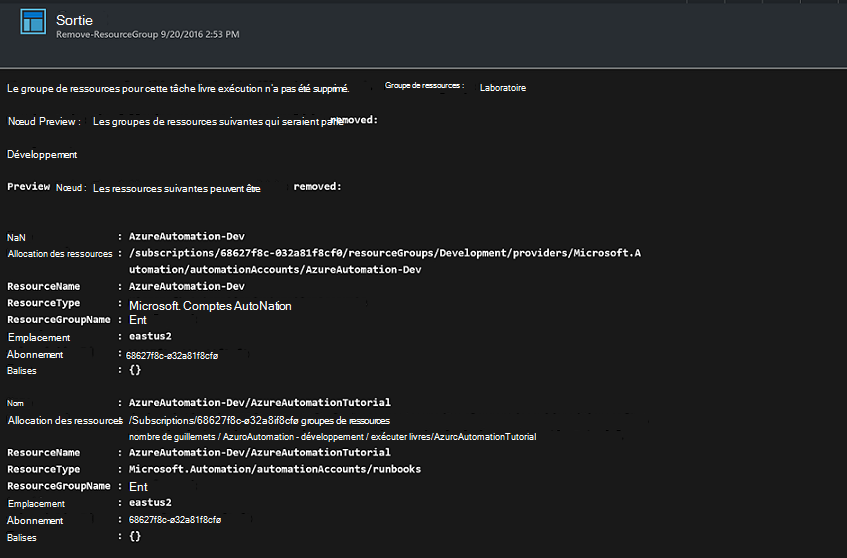 Sortie
Remove-ResourceGroup 9/20/2016 2:53 PM
Le groupe de ressources pour cette tâche livre exécution n'a pas été supprimé. Groupe de ressources : Laboratoire
Nœud Preview : Les groupes de ressources suivantes qui seraient removed:
Développement
Preview Nœud : Les ressources suivantes peuvent être removed:
NaN : AzureAutomation-Dev
Allocation des ressources : /subscriptions/68627f8c-032a81f8cf0/resourceGroups/Development/providers/Microsoft.A
utomation/automationAccounts/AzureAutomation-Dev
ResourceName : AzureAutomation-Dev
ResourceType : Microsoft. Comptes AutoNation
ResourceGroupName : Ent
Emplacement : eastus2
Abonnement : 68627f8c-ø32a81f8cfø
Balises : {}
Nom : AzureAutomation-Dev/AzureAutomationTutorial
Allocation des ressources /Subscriptions/68627f8c-ø32a8if8cfø groupes de ressources
nombre de guillemets / AzuroAutomation - développement / exécuter livres/AzurcAutomationTutorial
ResourceName : AzureAutomation-Dev/AzureAutomationTutorial
ResourceType : Microsoft.Automation/automationAccounts/runbooks
ResourceGroupName : Ent
Emplacement : eastus2
Abonnement : 68627f8c-ø32a81f8cfø
Balises : {}